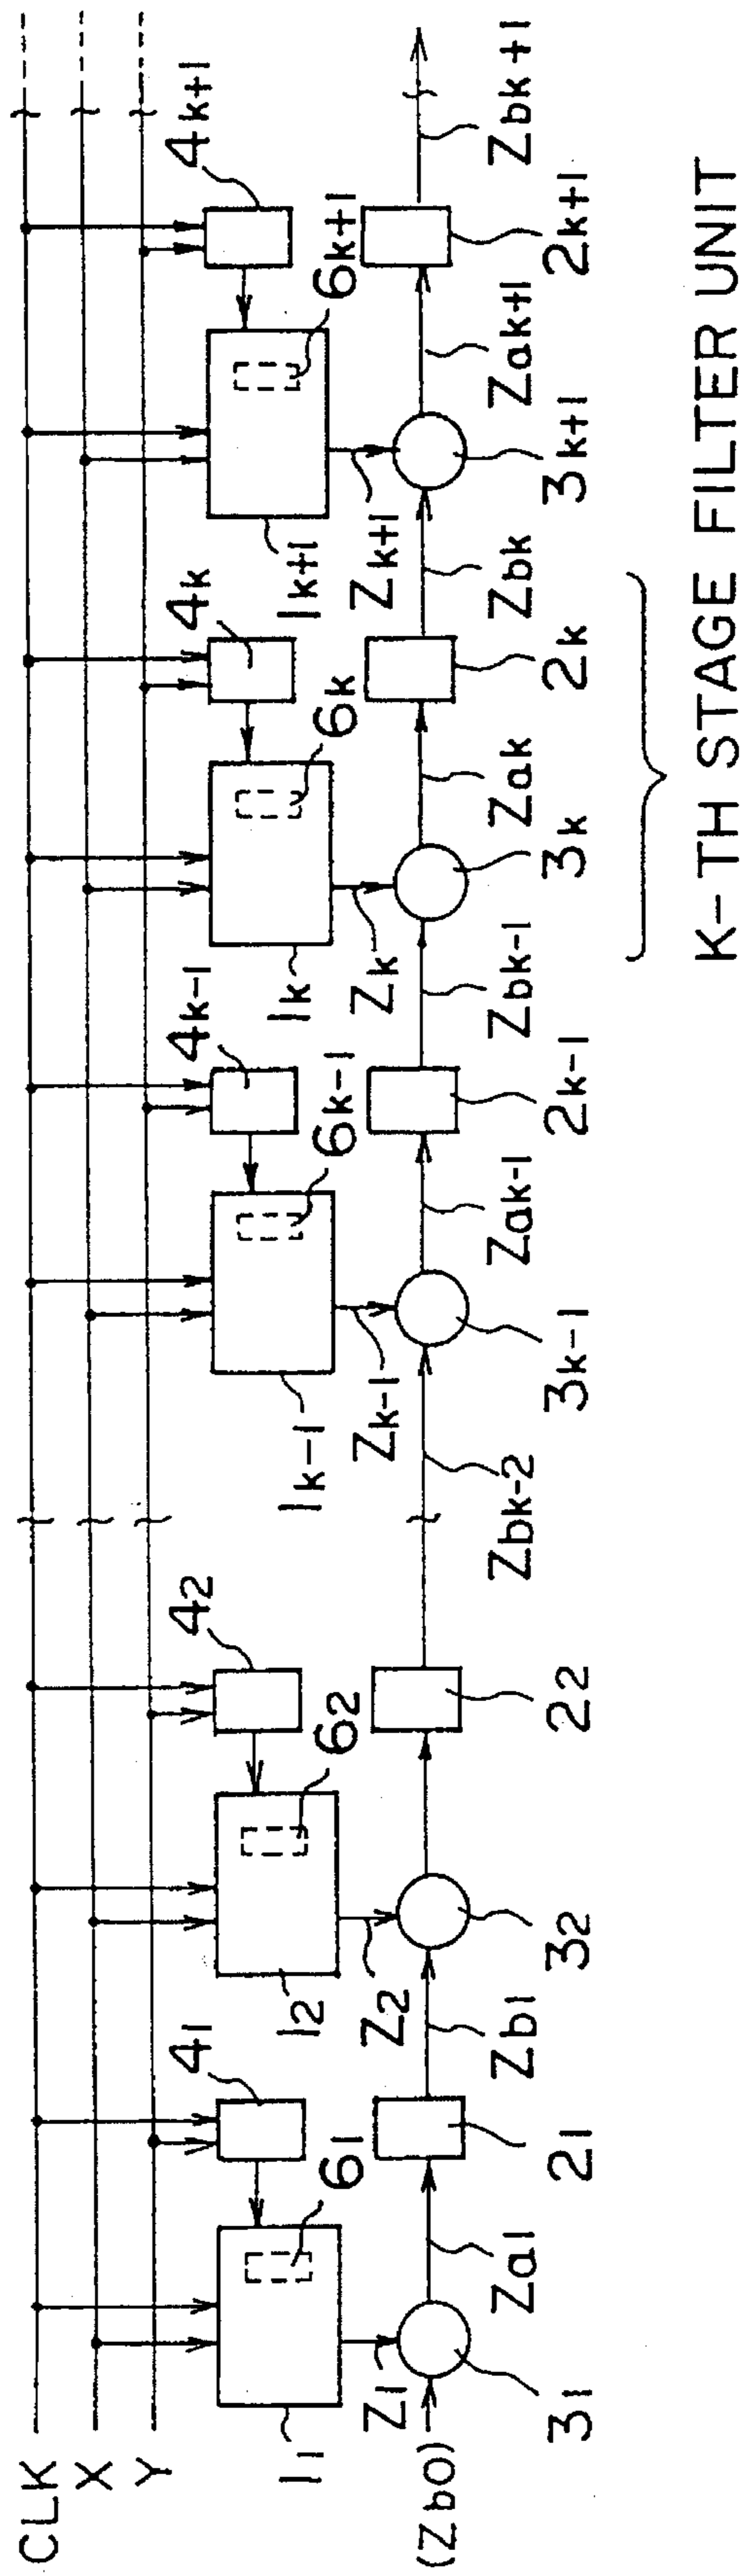 CLK
X
Y
4₁
4₂
4k-1
4k
4k+1
6₁
6₂
6k-1
6k
6k+1
1₁
1₂
1k-1
1k
1k+1
Z₁
Z₂
Zk-1
Zk
Zk+1
(Zb0)
Za1
Zb1
Zbk-2
Zak-1
Zbk-1
Zak
Zbk
Zak+1
Zbk+1
3₁
2₁
3₂
2₂
3k-1
2k-1
3k
2k
3k+1
2k+1
K-TH STAGE FILTER UNIT